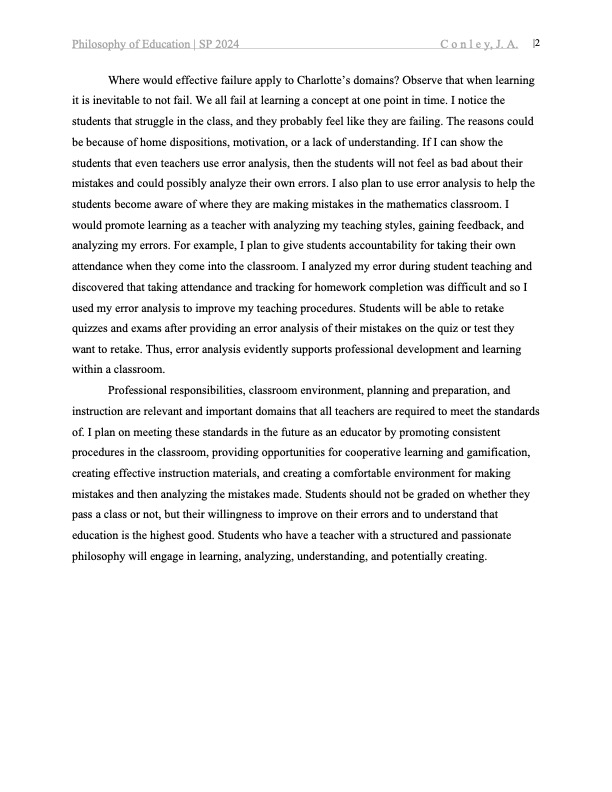 Philosophy of Education | SP 2024 C o n l e y, J. A. |2
Where would effective failure apply to Charlotte’s domains? Observe that when learning
it is inevitable to not fail. We all fail at learning a concept at one point in time. I notice the
students that struggle in the class, and they probably feel like they are failing. The reasons could
be because of home dispositions, motivation, or a lack of understanding. If I can show the
students that even teachers use error analysis, then the students will not feel as bad about their
mistakes and could possibly analyze their own errors. I also plan to use error analysis to help the
students become aware of where they are making mistakes in the mathematics classroom. I
would promote learning as a teacher with analyzing my teaching styles, gaining feedback, and
analyzing my errors. For example, I plan to give students accountability for taking their own
attendance when they come into the classroom. I analyzed my error during student teaching and
discovered that taking attendance and tracking for homework completion was difficult and so I
used my error analysis to improve my teaching procedures. Students will be able to retake
quizzes and exams after providing an error analysis of their mistakes on the quiz or test they
want to retake. Thus, error analysis evidently supports professional development and learning
within a classroom.
Professional responsibilities, classroom environment, planning and preparation, and
instruction are relevant and important domains that all teachers are required to meet the standards
of. I plan on meeting these standards in the future as an educator by promoting consistent
procedures in the classroom, providing opportunities for cooperative learning and gamification,
creating effective instruction materials, and creating a comfortable environment for making
mistakes and then analyzing the mistakes made. Students should not be graded on whether they
pass a class or not, but their willingness to improve on their errors and to understand that
education is the highest good. Students who have a teacher with a structured and passionate
philosophy will engage in learning, analyzing, understanding, and potentially creating.